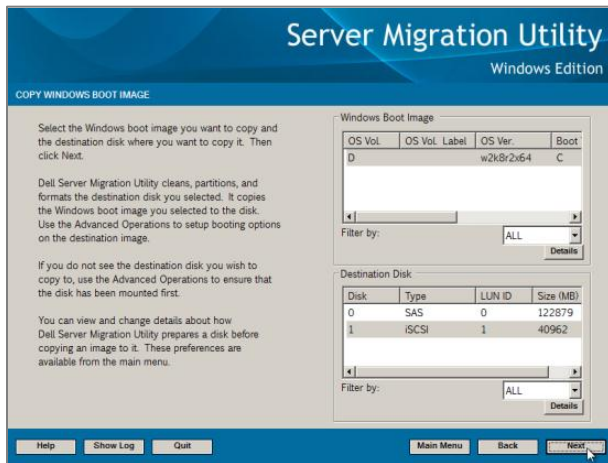 Server Migration Utility
Windows Edition
COPY WINDOWS BOOT IMAGE
Select the Windows boot image you want to copy and
the destination disk where you want to copy it. Then
click Next.
Dell Server Migration Utility cleans, partitions, and
formats the destination disk you selected. It copies
the Windows boot image you selected to the disk.
Use the Advanced Operations to setup booting options
on the destination image.
If you do not see the destination disk you wish to
copy to, use the Advanced Operations to ensure that
the disk has been mounted first.
You can view and change details about how
Dell Server Migration Utility prepares a disk before
copying an image to it. These preferences are
available from the main menu.
Windows Boot Image
OS Vol. OS Vol. Label OS Ver. Boot
D w2k8r2x64 C
Filter by: ALL
Details
Destination Disk
Disk Type LUN ID Size (MB)
0 SAS 0 122879
1 iSCSI 1 40962
Filter by: ALL
Details
Help Show Log Quit Main Menu Back Next